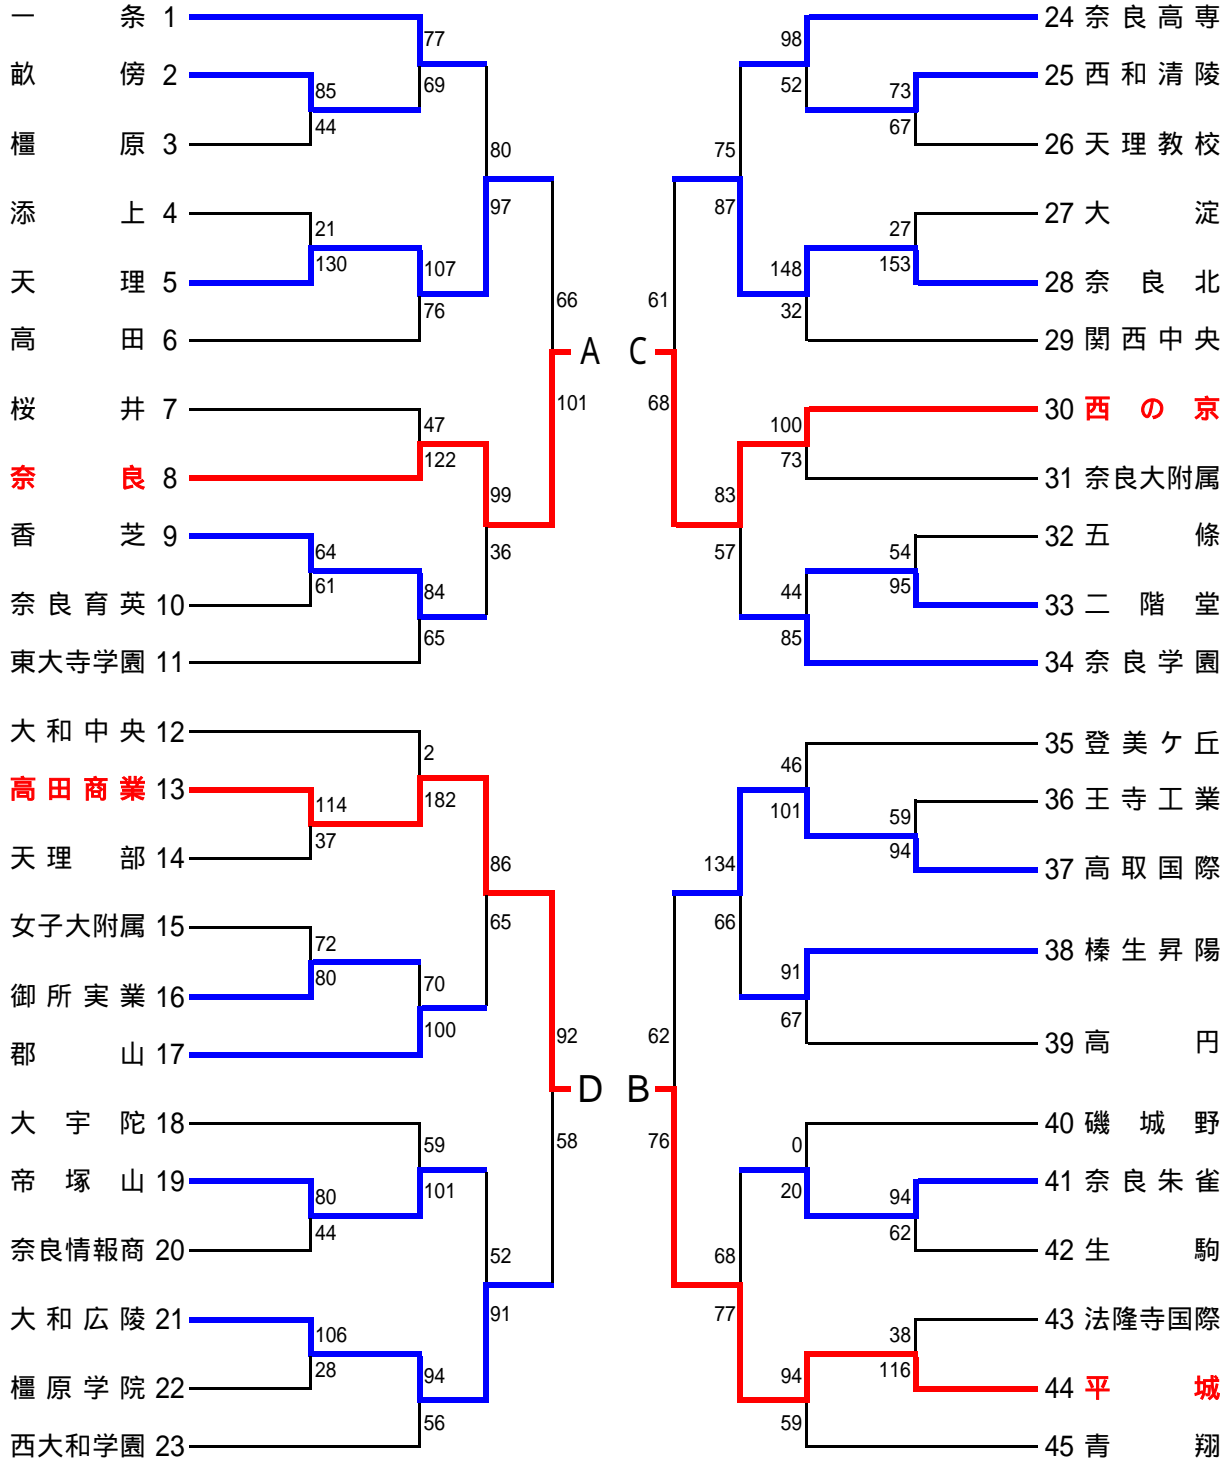 一条 1
77
畝傍 2
85
69
44
橿原 3
80
添上 4
21
97
130
107
天理 5
76
66
高田 6
A
101
桜井 7
47
122
奈良 8
99
香芝 9
64
36
61
84
奈良育英 10
65
東大寺学園 11
大和中央 12
2
高田商業 13
114
182
37
天理部 14
86
女子大附属 15
72
65
80
70
御所実業 16
100
92
郡山 17
D
大宇陀 18
59
58
帝塚山 19
80
101
44
奈良情報商 20
52
大和広陵 21
106
91
28
94
橿原学院 22
56
西大和学園 23
24 奈良高専
98
25 西和清陵
52
73
67
26 天理教校
75
27 大淀
27
87
153
148
28 奈良北
32
61
29 関西中央
C
68
30 西の京
100
73
31 奈良大附属
83
32 五條
54
57
95
44
33 二階堂
85
34 奈良学園
35 登美ケ丘
46
36 王寺工業
101
59
94
37 高取国際
134
66
38 榛生昇陽
91
67
62
39 高円
B
40 磯城野
76
0
41 奈良朱雀
20
94
62
42 生駒
68
43 法隆寺国際
77
38
116
94
44 平城
59
45 青翔